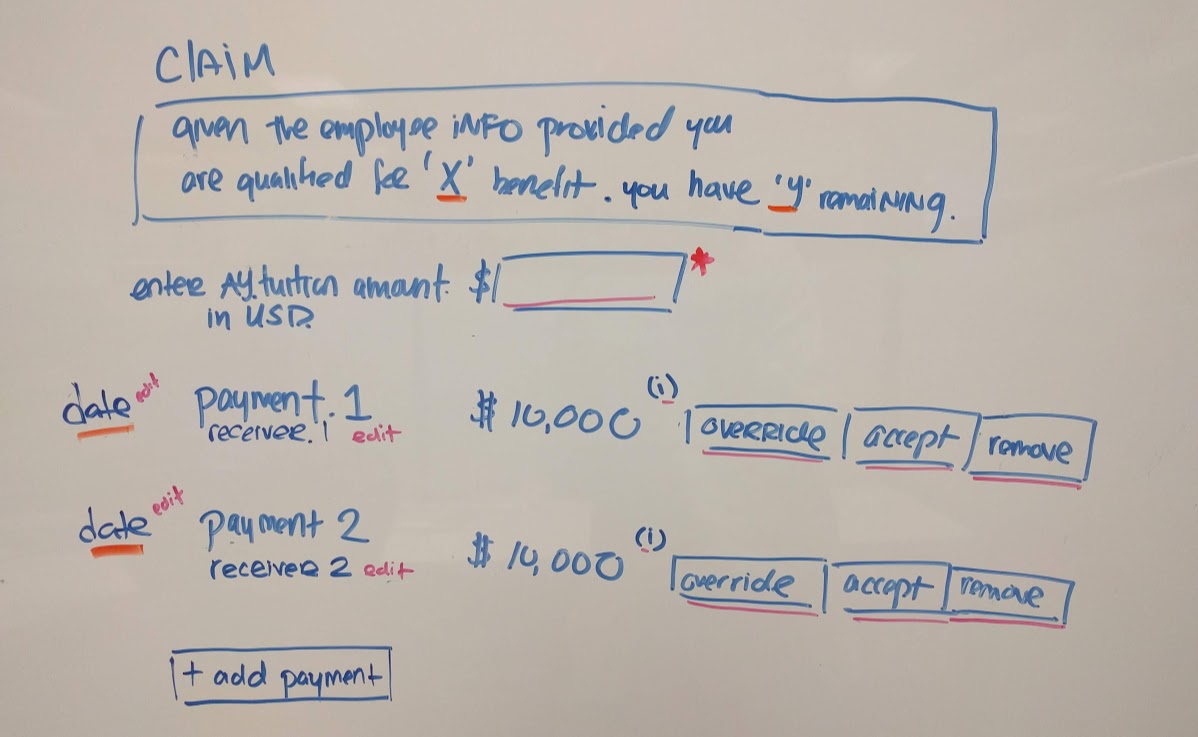 CLAIM
given the employee INFO provided you
are qualified for 'X' benefit. you have 'y' remaining.
enter AY. tuition amount. $ *
in USD.
date edit payment. 1 $ 10,000 (i) override accept remove
receiver. 1 edit
date edit payment 2 $ 10,000 (i) override accept remove
receiver 2 edit
+ add payment